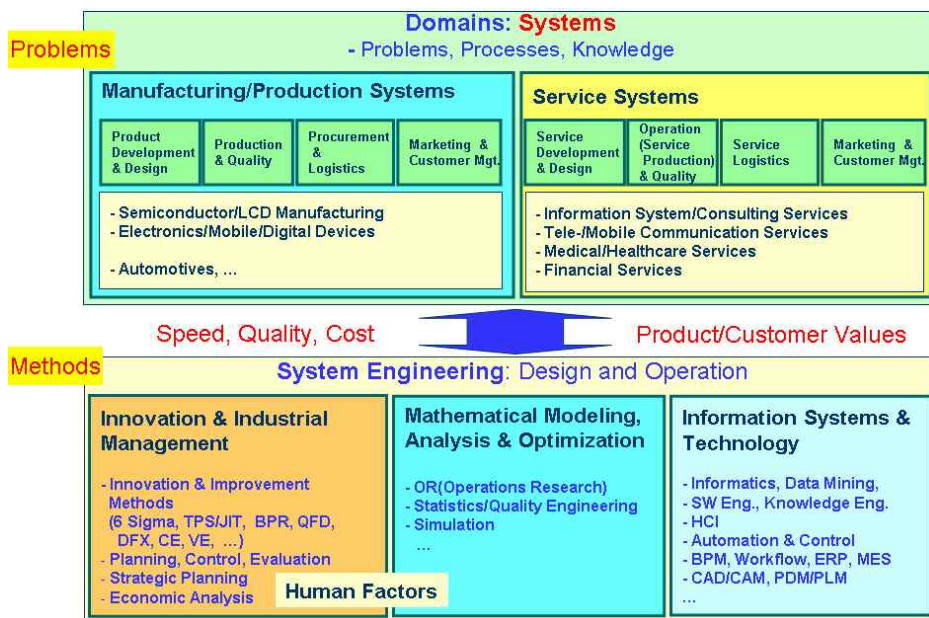 Domains: Systems
Problems
- Problems, Processes, Knowledge
Manufacturing/Production Systems
Product
Development
& Design
Production
& Quality
Procurement
&
Logistics
Marketing &
Customer Mgt.
- Semiconductor/LCD Manufacturing
- Electronics/Mobile/Digital Devices
- Automotives, ...
Service Systems
Service
Development
& Design
Operation
(Service
Production)
& Quality
Service
Logistics
Marketing &
Customer Mgt.
- Information System/Consulting Services
- Tele-/Mobile Communication Services
- Medical/Healthcare Services
- Financial Services
Speed, Quality, Cost
Product/Customer Values
Methods
System Engineering: Design and Operation
Innovation & Industrial
Management
- Innovation & Improvement
Methods
(6 Sigma, TPS/JIT, BPR, QFD,
DFX, CE, VE, ...)
- Planning, Control, Evaluation
- Strategic Planning
- Economic Analysis
Human Factors
Mathematical Modeling,
Analysis & Optimization
- OR(Operations Research)
- Statistics/Quality Engineering
- Simulation
...
Information Systems &
Technology
- Informatics, Data Mining,
- SW Eng., Knowledge Eng.
- HCI
- Automation & Control
- BPM, Workflow, ERP, MES
- CAD/CAM, PDM/PLM
...